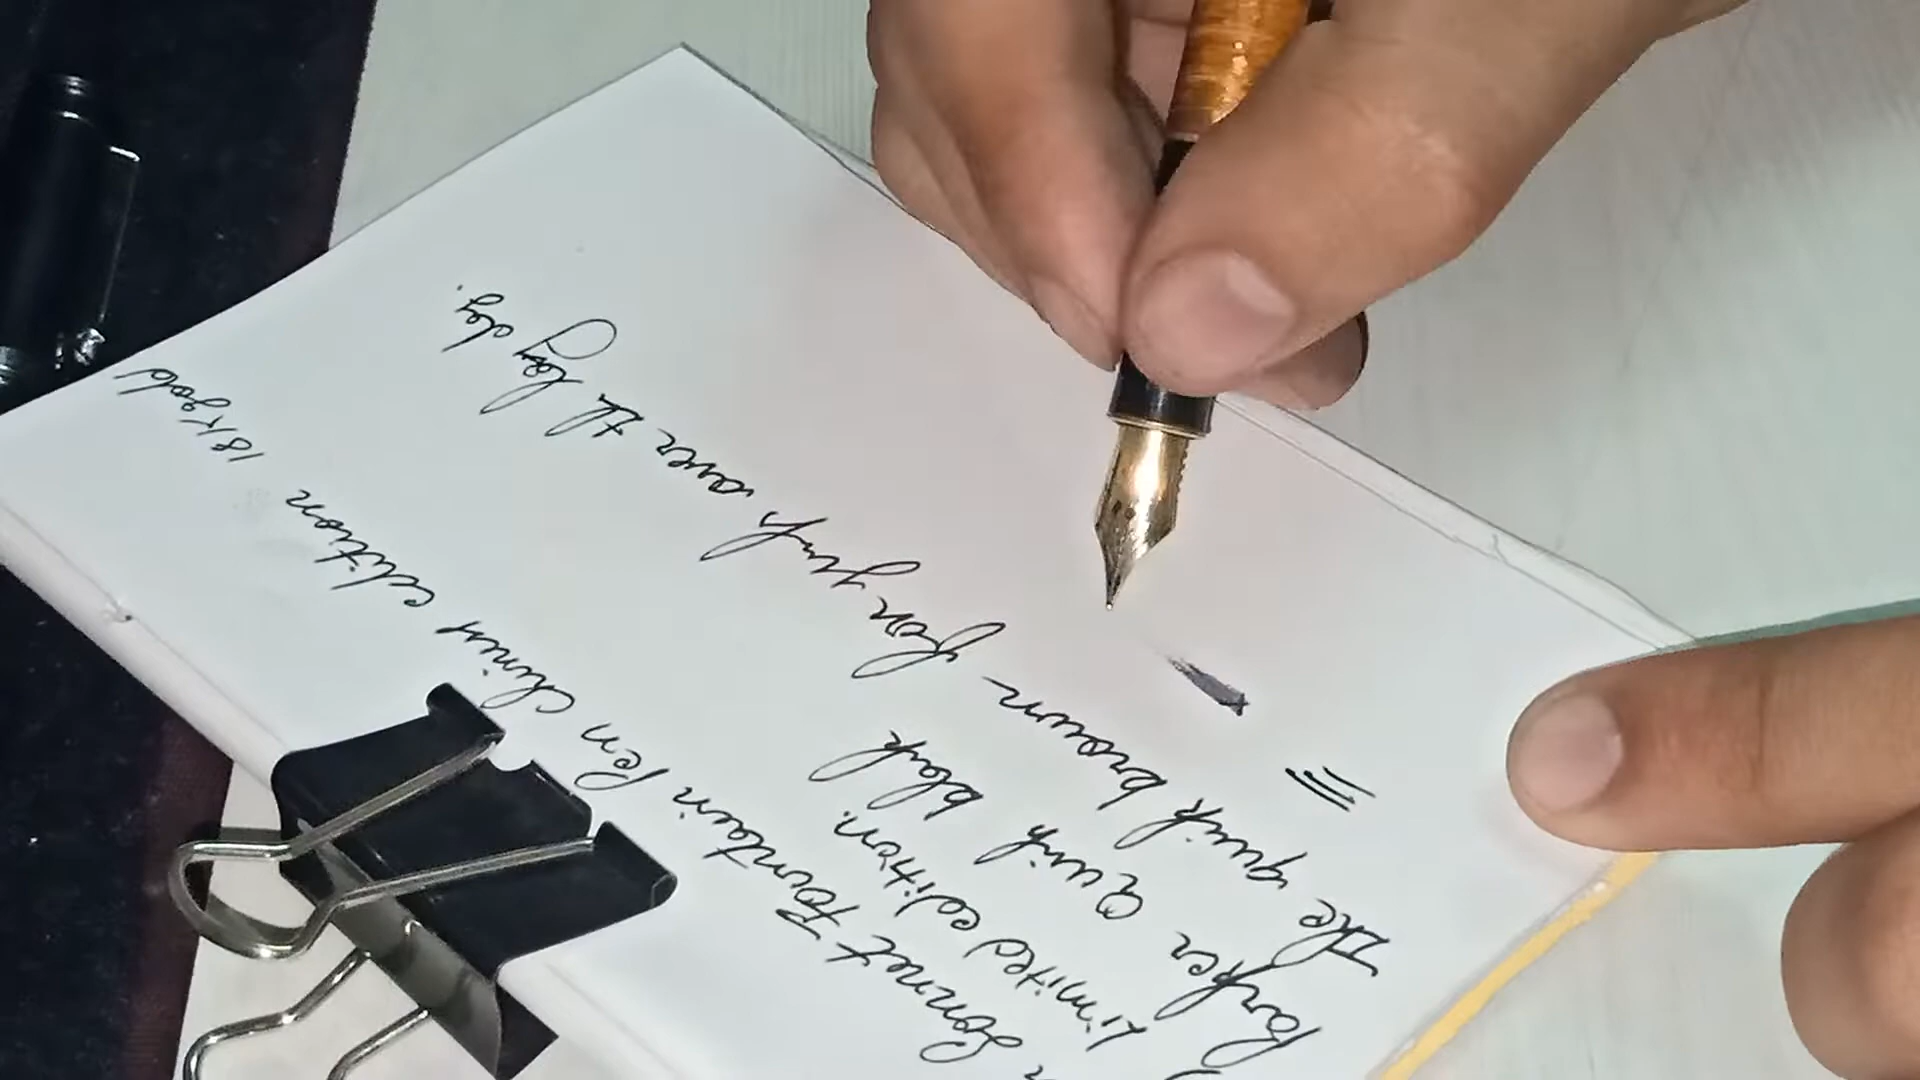 Sonnet Fountain Pen chiner edition 18K gold
Limited edition.
Parker Quink black
The quick brown fox jumps over the lazy dog.